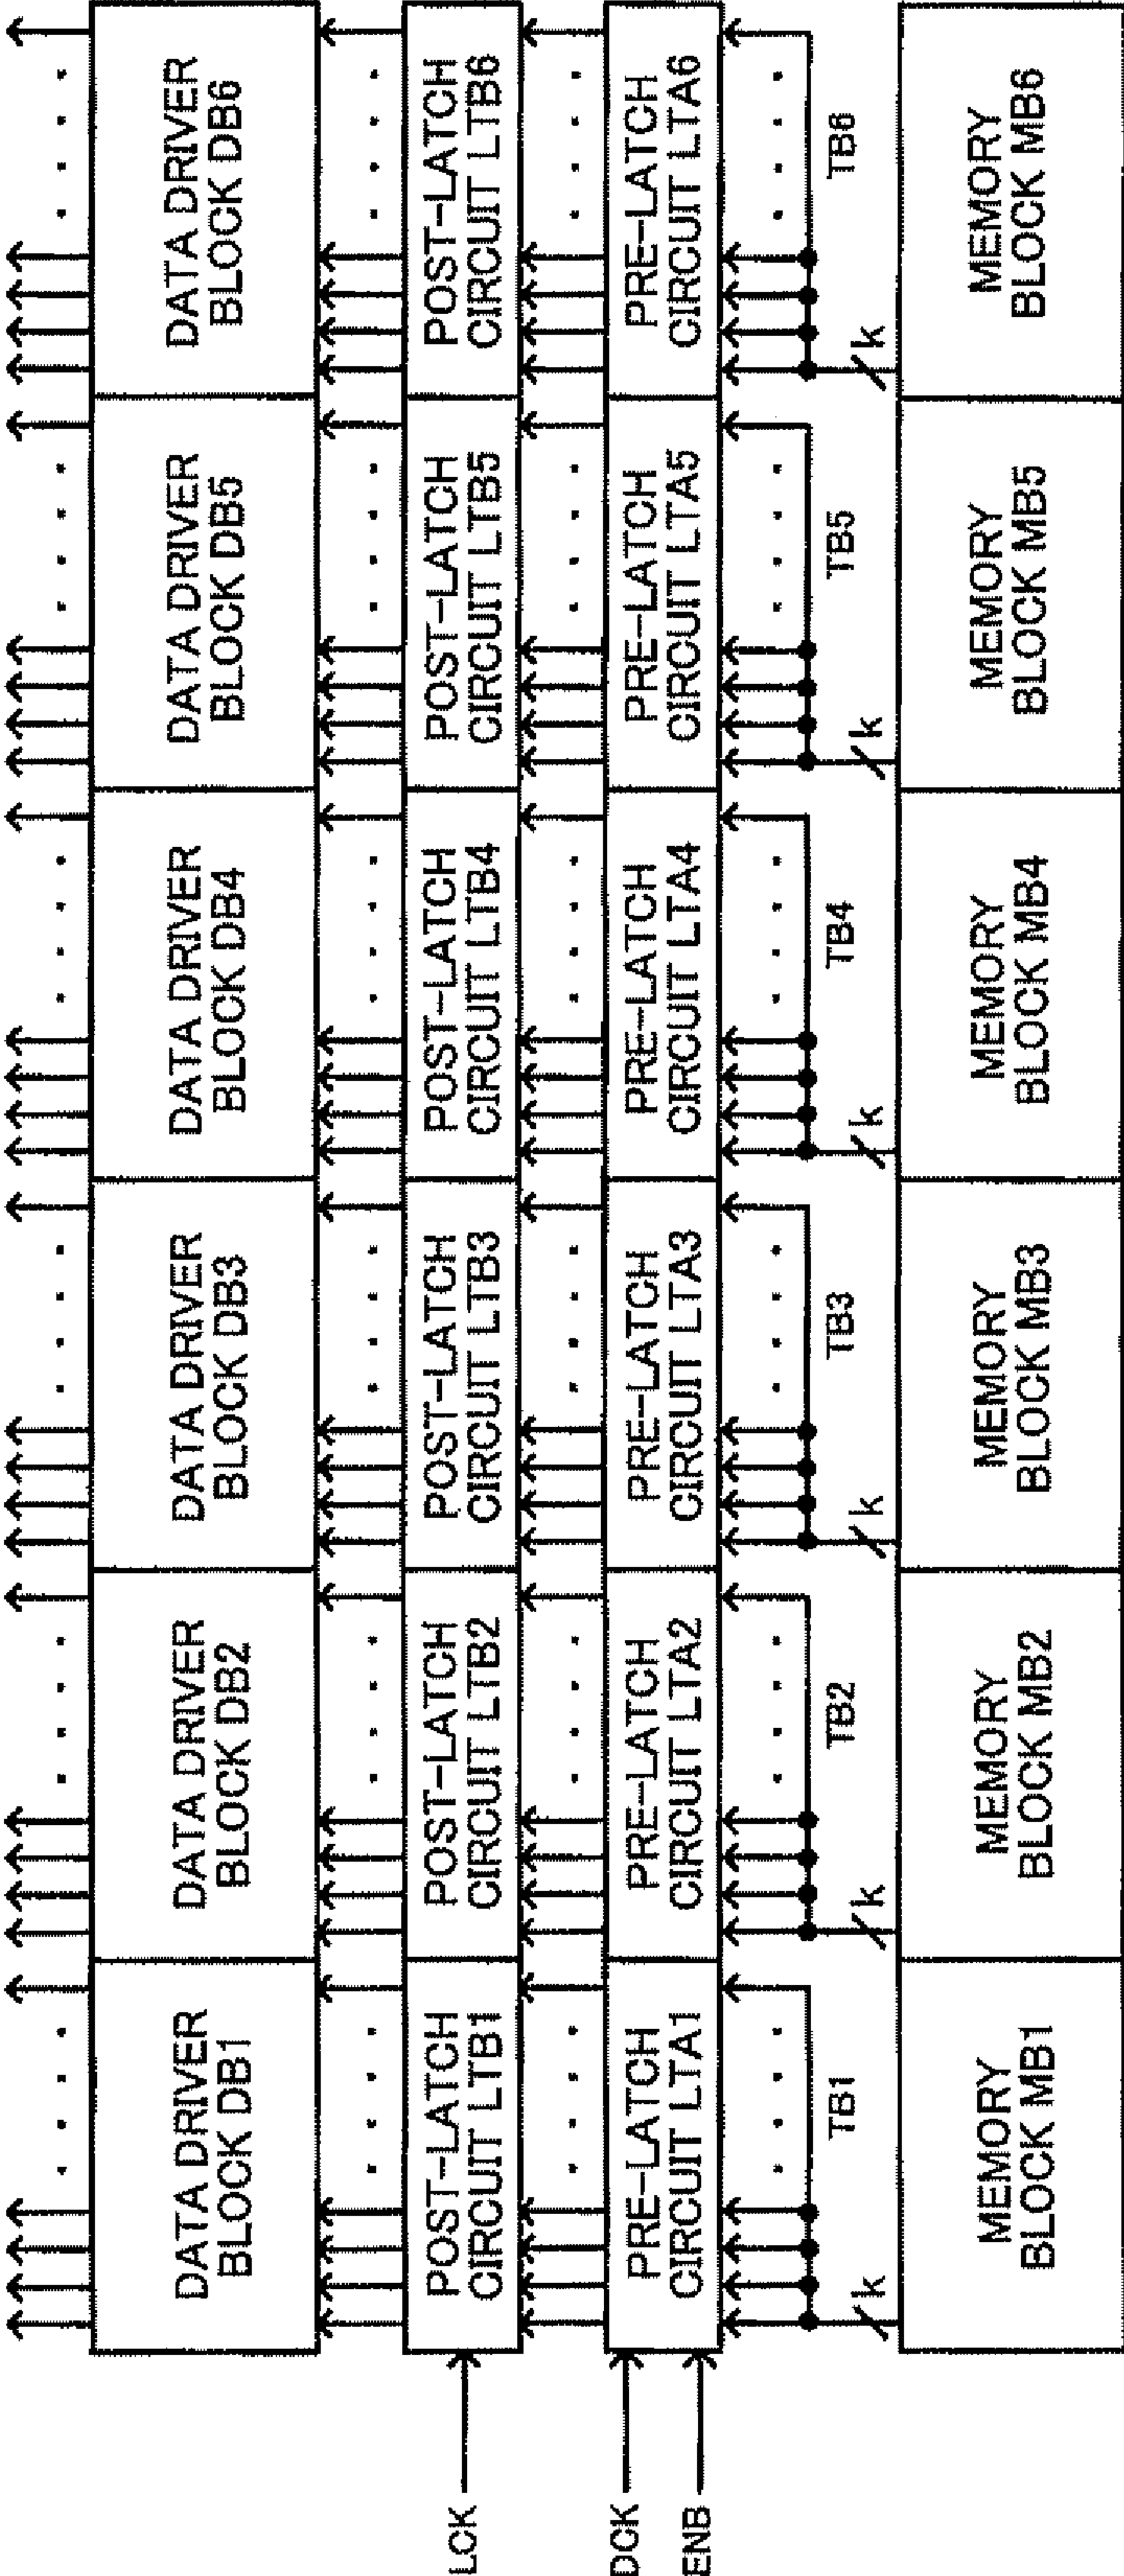 DATA DRIVER
BLOCK DB1
DATA DRIVER
BLOCK DB2
DATA DRIVER
BLOCK DB3
DATA DRIVER
BLOCK DB4
DATA DRIVER
BLOCK DB5
DATA DRIVER
BLOCK DB6
LCK
POST-LATCH
CIRCUIT LTB1
POST-LATCH
CIRCUIT LTB2
POST-LATCH
CIRCUIT LTB3
POST-LATCH
CIRCUIT LTB4
POST-LATCH
CIRCUIT LTB5
POST-LATCH
CIRCUIT LTB6
DCK
ENB
PRE-LATCH
CIRCUIT LTA1
PRE-LATCH
CIRCUIT LTA2
PRE-LATCH
CIRCUIT LTA3
PRE-LATCH
CIRCUIT LTA4
PRE-LATCH
CIRCUIT LTA5
PRE-LATCH
CIRCUIT LTA6
TB1
TB2
TB3
TB4
TB5
TB6
k
k
k
k
k
k
MEMORY
BLOCK MB1
MEMORY
BLOCK MB2
MEMORY
BLOCK MB3
MEMORY
BLOCK MB4
MEMORY
BLOCK MB5
MEMORY
BLOCK MB6